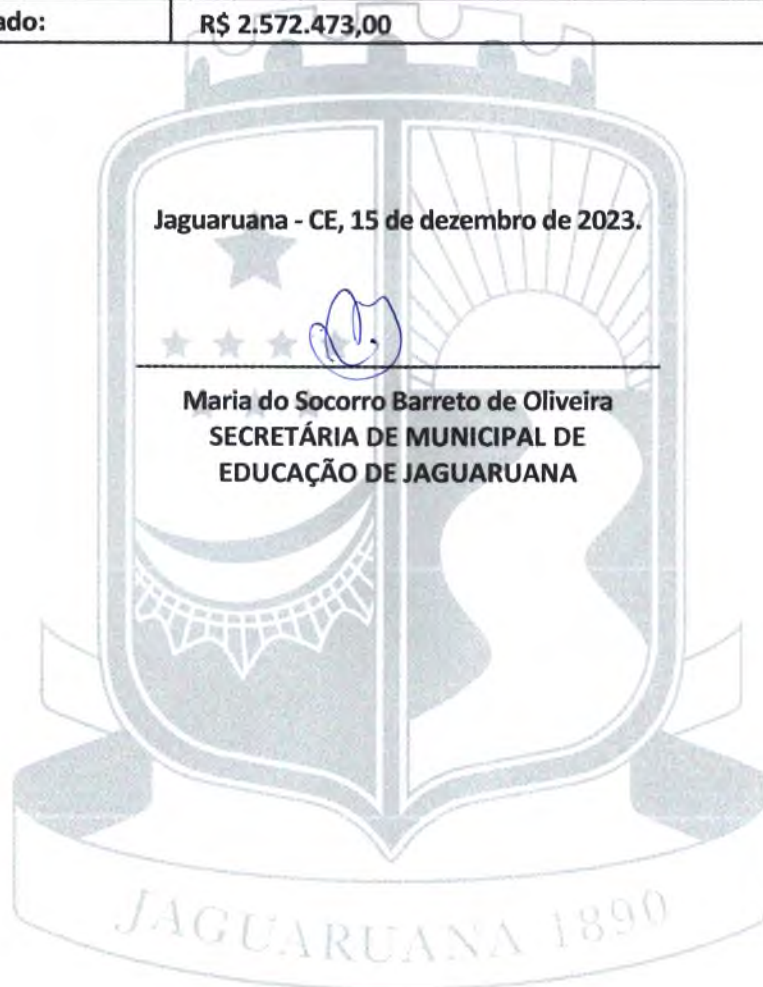 ado:
R$ 2.572.473,00
Jaguaruana - CE, 15 de dezembro de 2023.
Maria do Socorro Barreto de Oliveira
SECRETÁRIA DE MUNICIPAL DE
EDUCAÇÃO DE JAGUARUANA
JAGUARUANA 1890